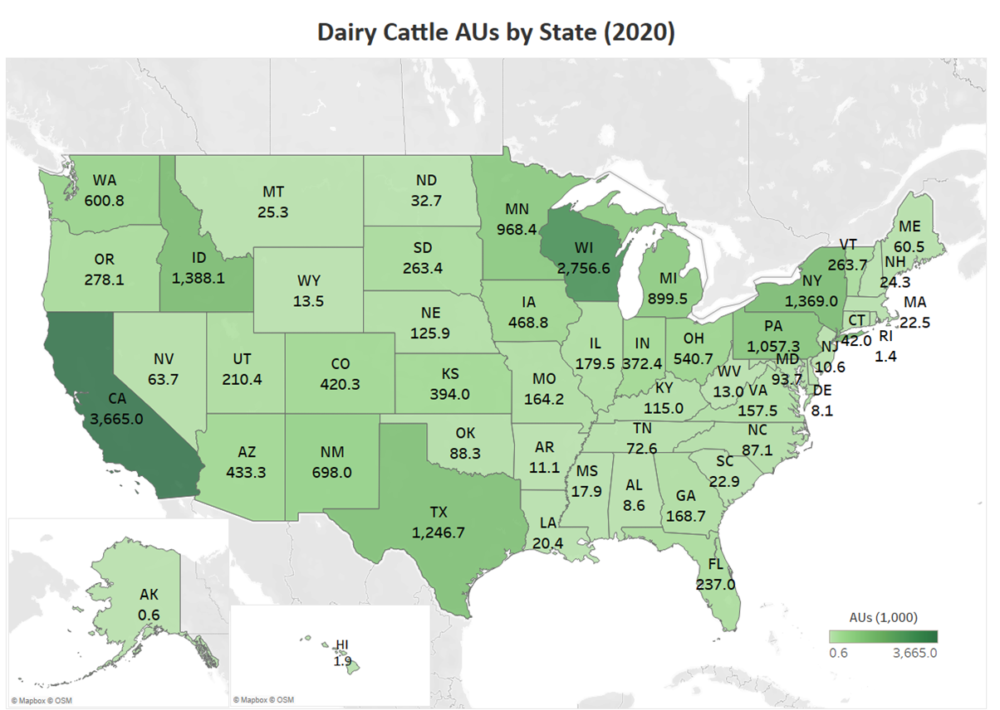 Dairy Cattle AUs by State (2020)
WA
600.8
MT
25.3
ND
32.7
MN
968.4
ME
60.5
OR
278.1
ID
1,388.1
WY
13.5
SD
263.4
WI
2,756.6
MI
899.5
VT
263.7
NH
24.3
NY
1,369.0
MA
22.5
CT
42.0
RI
1.4
NE
125.9
IA
468.8
PA
1,057.3
NJ
10.6
NV
63.7
UT
210.4
CO
420.3
KS
394.0
MO
164.2
IL
179.5
IN
372.4
OH
540.7
WV
13.0
MD
93.7
DE
8.1
VA
157.5
KY
115.0
CA
3,665.0
AZ
433.3
NM
698.0
OK
88.3
AR
11.1
TN
72.6
NC
87.1
SC
22.9
MS
17.9
AL
8.6
GA
168.7
TX
1,246.7
LA
20.4
FL
237.0
AK
0.6
HI
1.9
AUs (1,000)
0.6 3,665.0
© Mapbox © OSM
© Mapbox © OSM